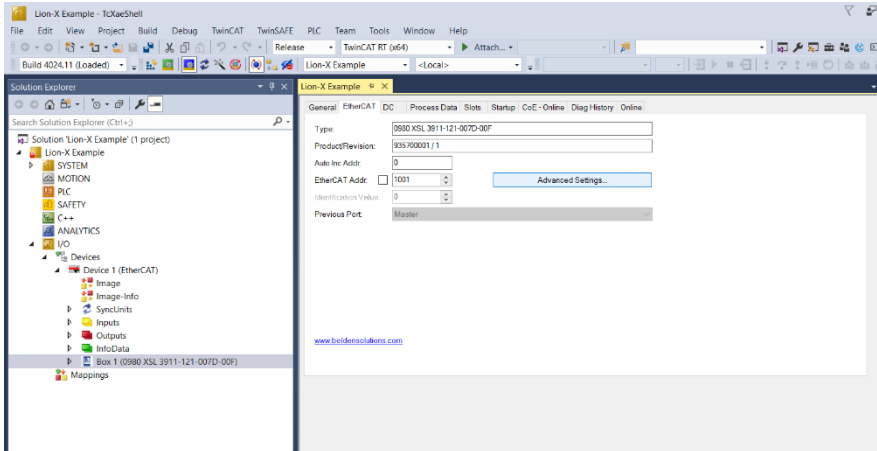 Lion-X Example - TcXaeShell
File Edit View Project Build Debug TwinCAT TwinSAFE PLC Team Tools Window Help
Release TwinCAT RT (x64) Attach...
Build 4024.11 (Loaded) Lion-X Example <Local>
Solution Explorer
Search Solution Explorer (Ctrl+;)
Solution 'Lion-X Example' (1 project)
Lion-X Example
SYSTEM
MOTION
PLC
SAFETY
C++
ANALYTICS
I/O
Devices
Device 1 (EtherCAT)
Image
Image-Info
SyncUnits
Inputs
Outputs
InfoData
Box 1 (0980 XSL 3911-121-007D-00F)
Mappings
Lion-X Example
General EtherCAT DC Process Data Slots Startup CoE - Online Diag History Online
Type: 0980 XSL 3911-121-007D-00F
Product/Revision: 935700001 / 1
Auto Inc Addr: 0
EtherCAT Addr: 1001 Advanced Settings...
Identification Value: 0
Previous Port: Master
www.beldensolutions.com